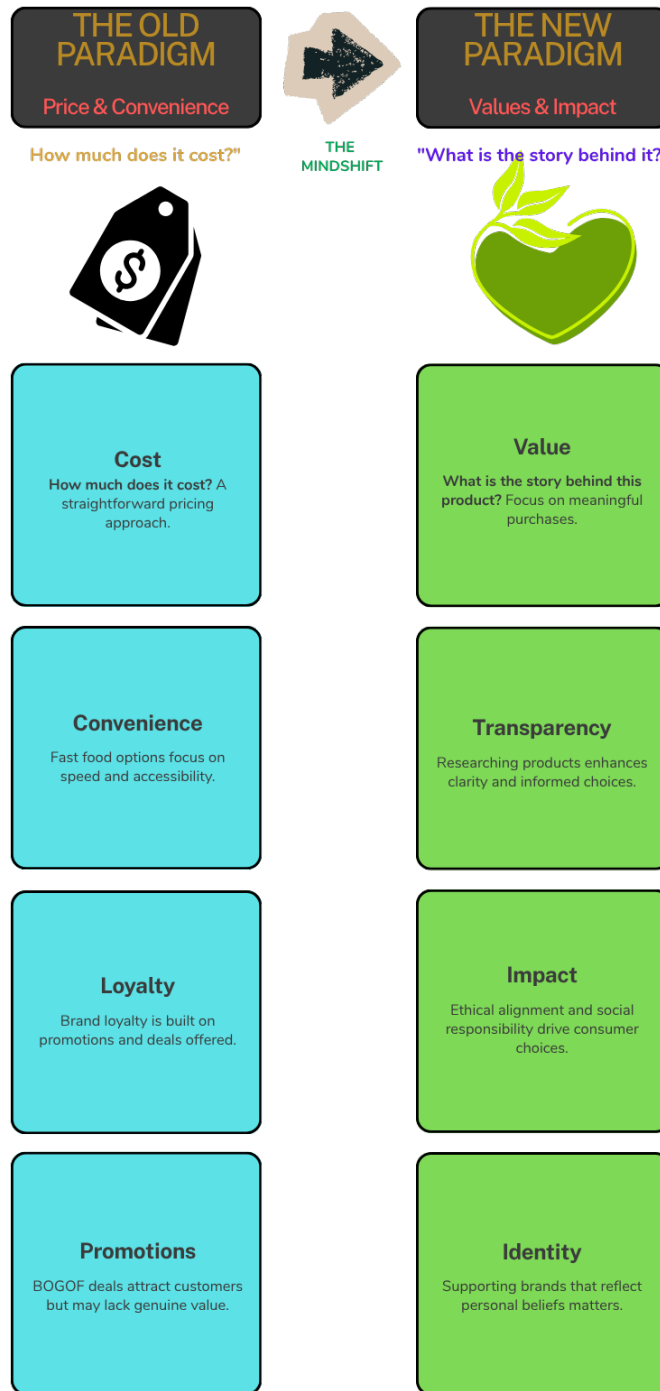 THE OLD
PARADIGM
Price & Convenience
How much does it cost?"
$
Cost
How much does it cost? A
straightforward pricing
approach.
Convenience
Fast food options focus on
speed and accessibility.
Loyalty
Brand loyalty is built on
promotions and deals offered.
Promotions
BOGOF deals attract customers
but may lack genuine value.
THE
MINDSHIFT
THE NEW
PARADIGM
Values & Impact
"What is the story behind it?
Value
What is the story behind this
product? Focus on meaningful
purchases.
Transparency
Researching products enhances
clarity and informed choices.
Impact
Ethical alignment and social
responsibility drive consumer
choices.
Identity
Supporting brands that reflect
personal beliefs matters.